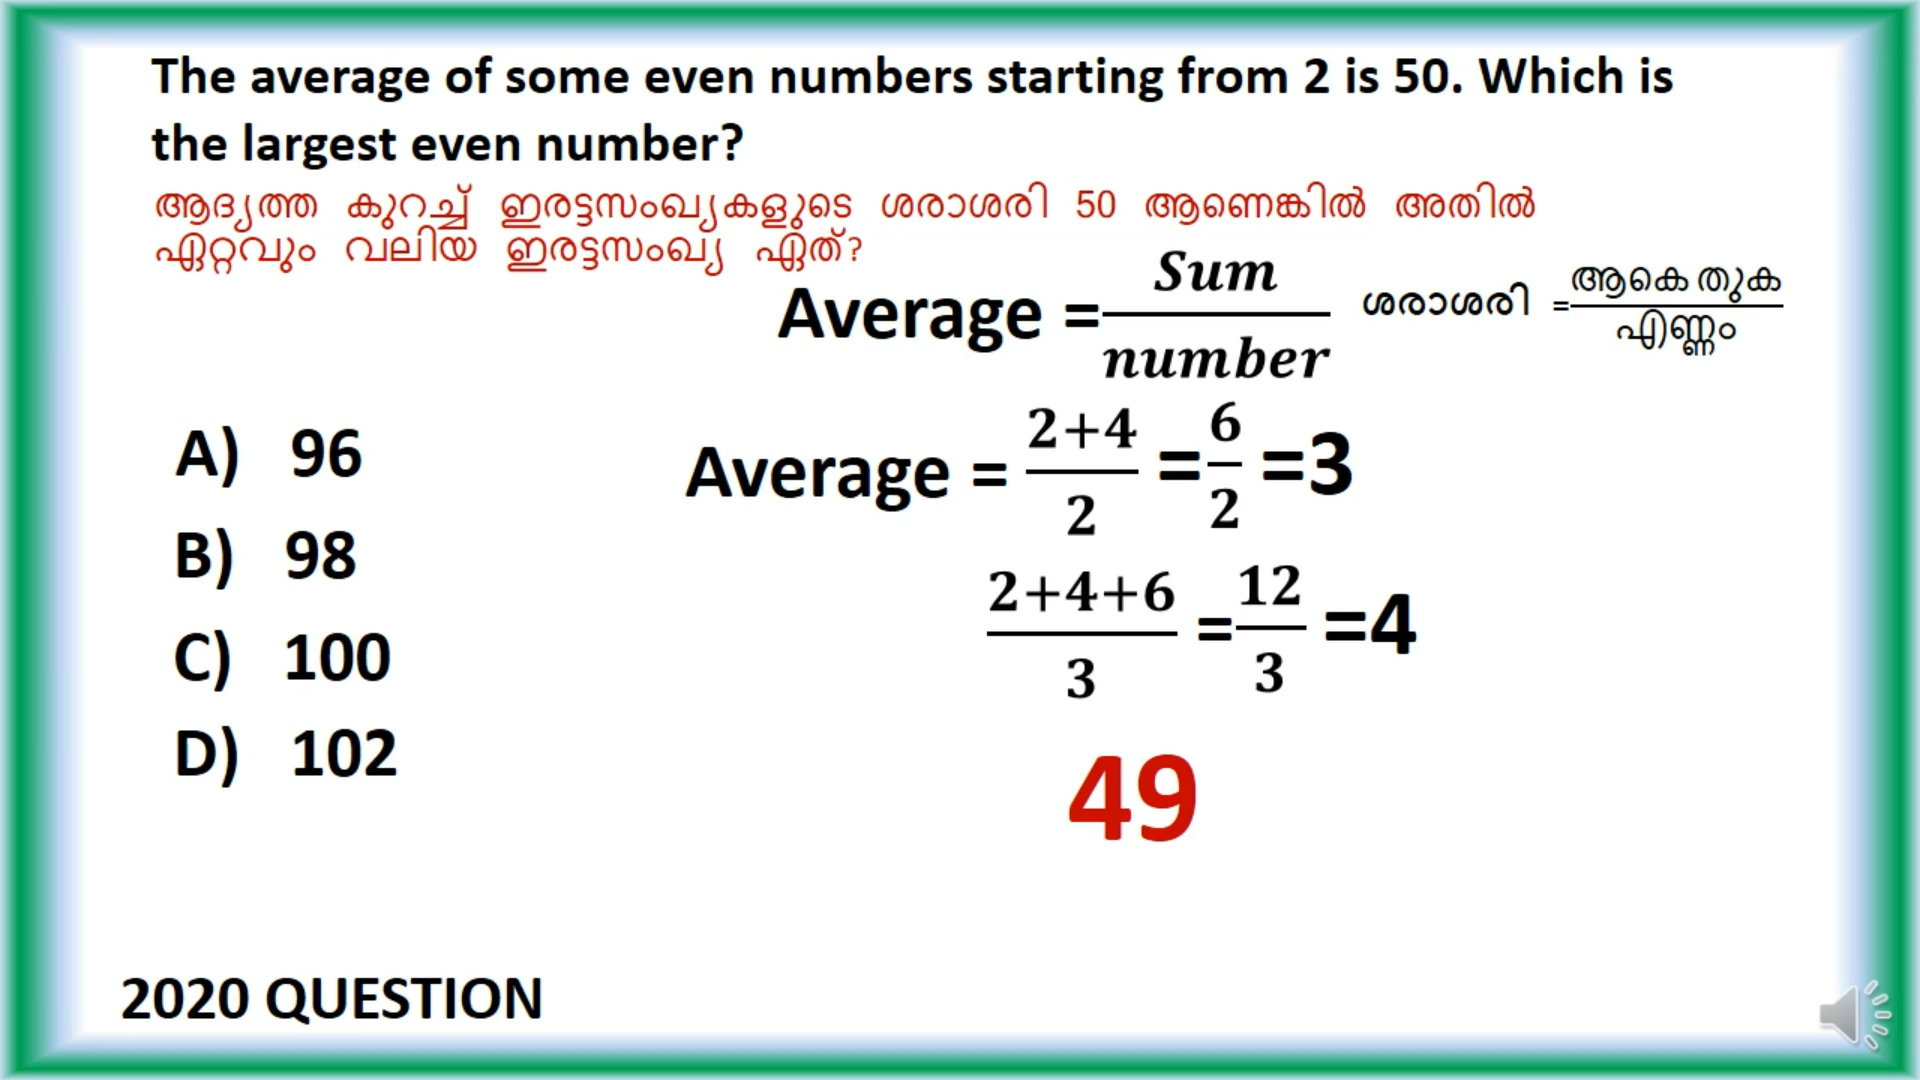 The average of some even numbers starting from 2 is 50. Which is
the largest even number?
ആദ്യത്ത കുറച്ച് ഇരട്ടസംഖ്യകളുടെ ശരാശരി 50 ആണെങ്കിൽ അതിൽ
ഏറ്റവും വലിയ ഇരട്ടസംഖ്യ ഏത്?
Average = Sum / number
ശരാശരി = ആകെ തുക / എണ്ണം
A) 96
B) 98
C) 100
D) 102
Average = 2+4 / 2 = 6 / 2 =3
2+4+6 / 3 = 12 / 3 =4
49
2020 QUESTION